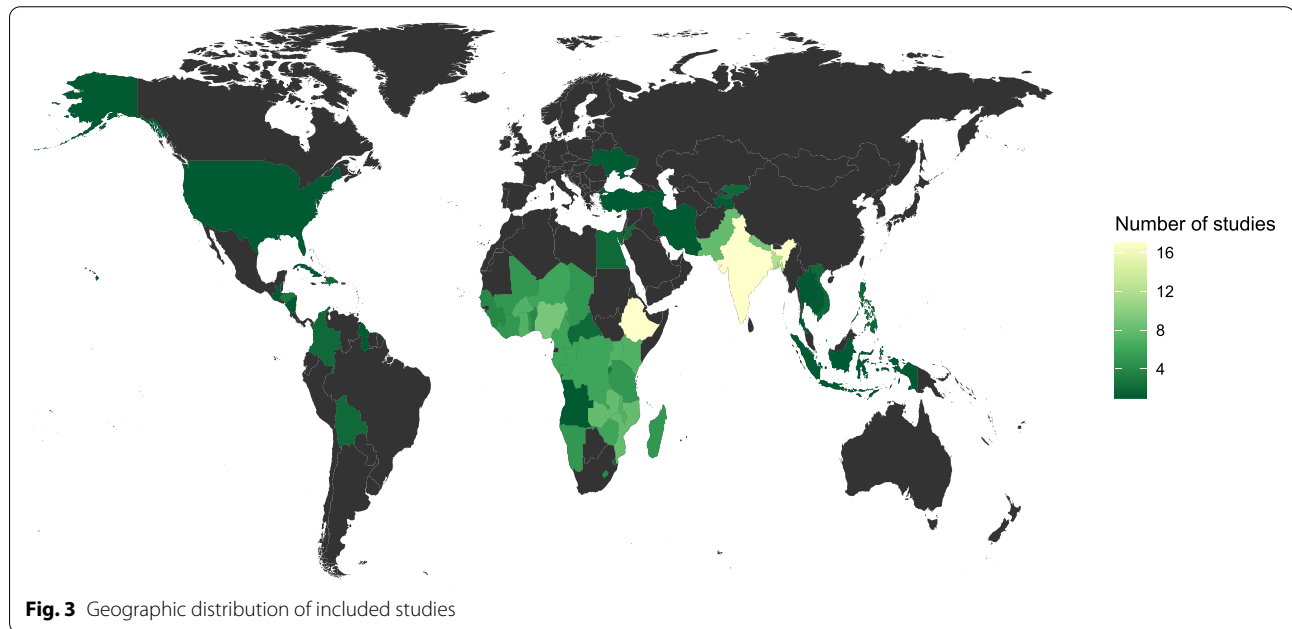 Number of studies
16
12
8
4
Fig. 3 Geographic distribution of included studies